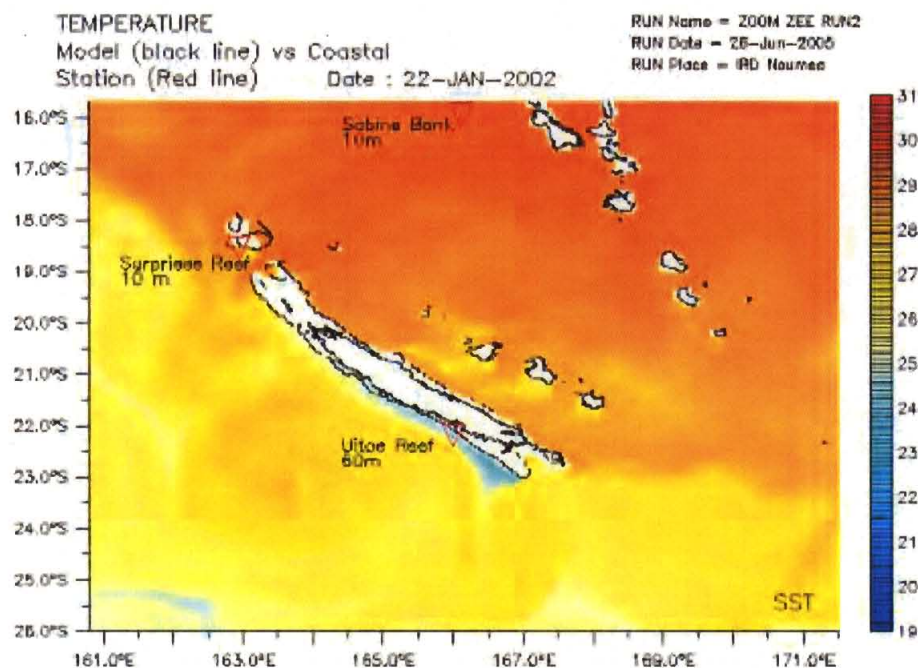 TEMPERATURE
Model (black line) vs Coastal
Station (Red line) Date : 22-JAN-2002
RUN Name = ZOOM ZEE RUN2
RUN Date = 26-Jun-2005
RUN Place = IRD Noumea
16.0°S
17.0°S
18.0°S
19.0°S
20.0°S
21.0°S
22.0°S
23.0°S
24.0°S
25.0°S
26.0°S
Sabine Bank
10m
Surprises Reef
10 m
Uitoe Reef
60m
SST
161.0°E 163.0°E 165.0°E 167.0°E 169.0°E 171.0°E
31
30
29
28
27
26
25
24
23
22
21
20
19